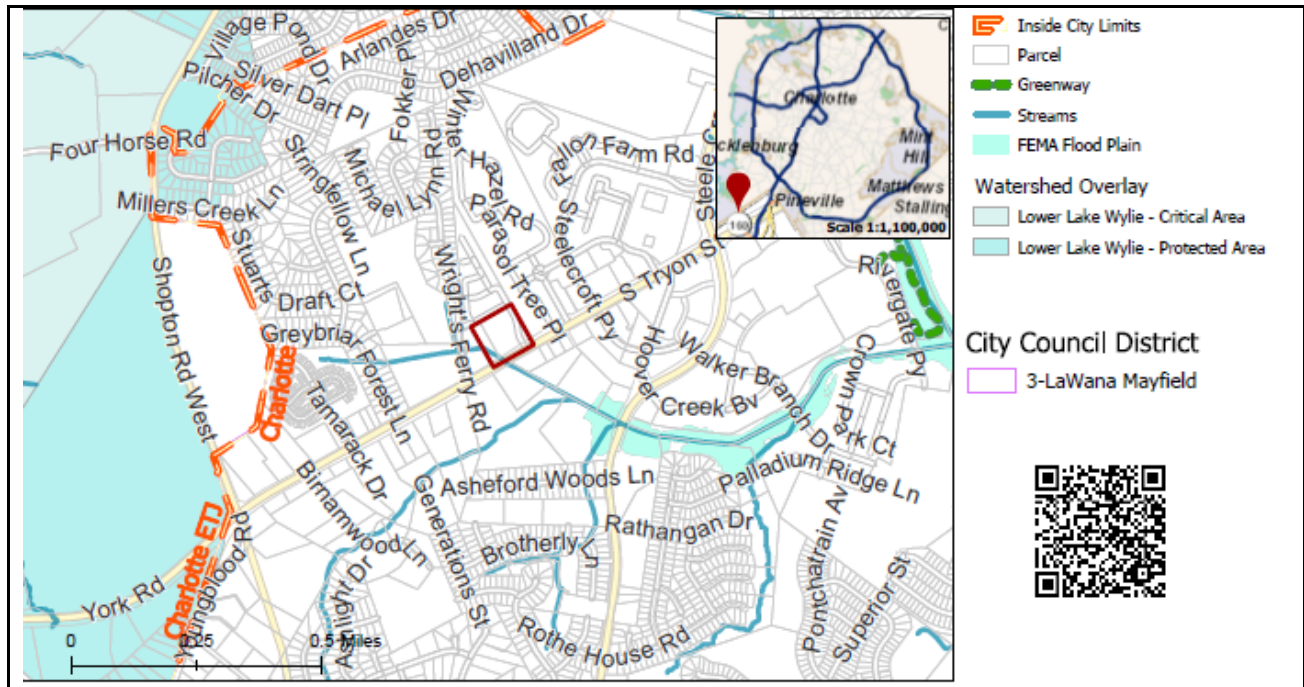 Village Pond Dr
Arlandes Dr
Dehavilland Dr
Silver Dart Pl
Pilcher Dr
Fokker Pl
Four Horse Rd
Millers Creek Ln
Stringfellow Ln
Michael Lynn Rd
Winter Hazel Rd
Parasol Tree Pl
Fallon Farm Rd
Steelecroft Py
S Tryon St
Stuarts Draft Ct
Shopton Rd West
Greybriar Forest Ln
Wright's Ferry Rd
Hoover Creek Bv
Walker Branch Dr
Rivergate Py
Crown Park Ct
Charlotte
Tamarack Dr
Birnamwood Ln
Generations St
Asheford Woods Ln
Palladium Ridge Ln
Rathangan Dr
Brotherly Ln
Pontchatrain Av
Superior St
Rothe House Rd
York Rd
Youngblood Rd
Charlotte ETJ
0 0.25 0.5 Miles
Charlotte
cklenburg
Mint
Hill
Matthews
Pineville
Stalling
160
Scale 1:1,100,000
Inside City Limits
Parcel
Greenway
Streams
FEMA Flood Plain
Watershed Overlay
Lower Lake Wylie - Critical Area
Lower Lake Wylie - Protected Area
City Council District
3-LaWana Mayfield